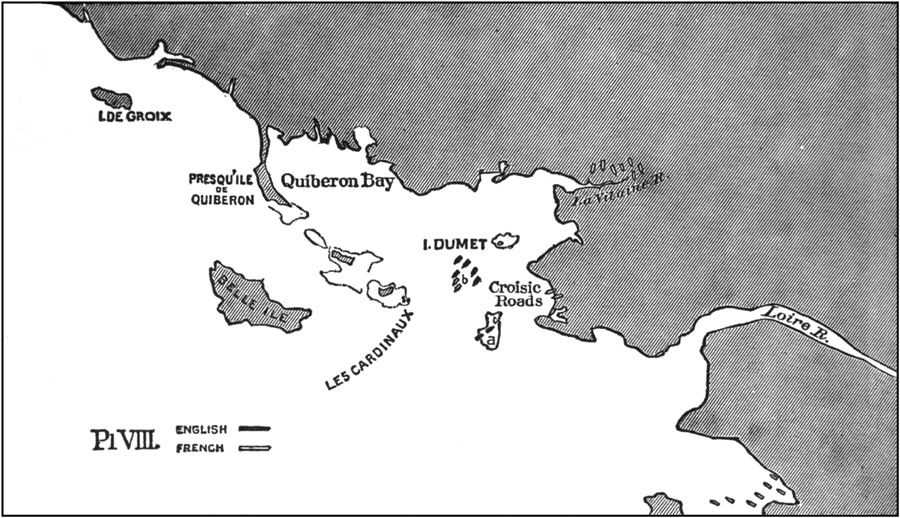 I. DE GROIX
PRESQU'ILE
DE
QUIBERON
Quiberon Bay
La Vilaine R.
I. DUMET
b
Croisic
Roads
BELLE ILE
a
LES CARDINAUX
Loire R.
Pl VIII.
ENGLISH
FRENCH